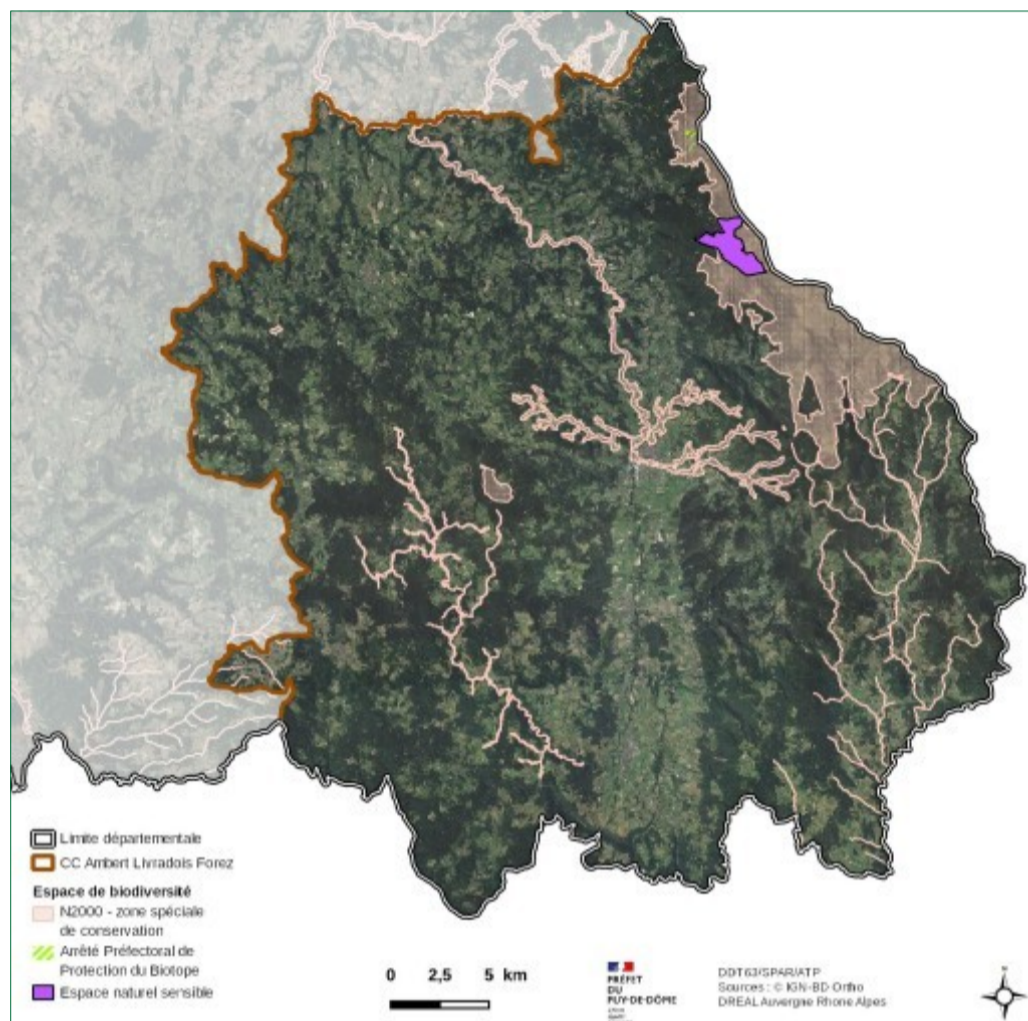 Limite départementale
CC Ambert Livradois Forez
Espace de biodiversité
N2000 - zone spéciale
de conservation
Arrêté Préfectoral de
Protection du Biotope
Espace naturel sensible
0 2,5 5 km
PRÉFET
DU
PUY-DE-DÔME
DDT63/SPAR/ATP
Sources : © IGN-BD Ortho
DREAL Auvergne Rhone Alpes